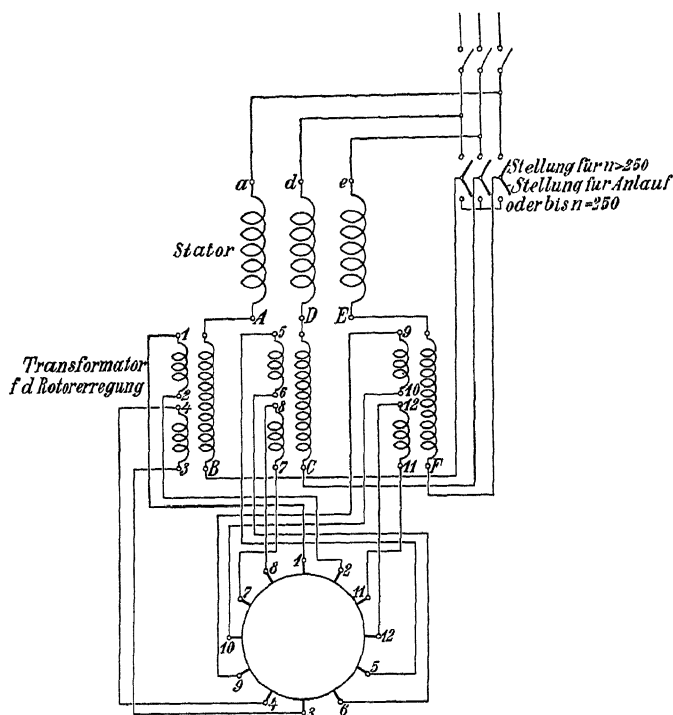 a d e
Stellung für n>250
Stellung für Anlauf
oder bis n=250
Stator
A D E
1 5 9
Transformator
f d Rotorerregung
2 6 10
4 8 12
3 B 7 C 11 F
1
8 2
7 11
10 12
9 5
4 3 6